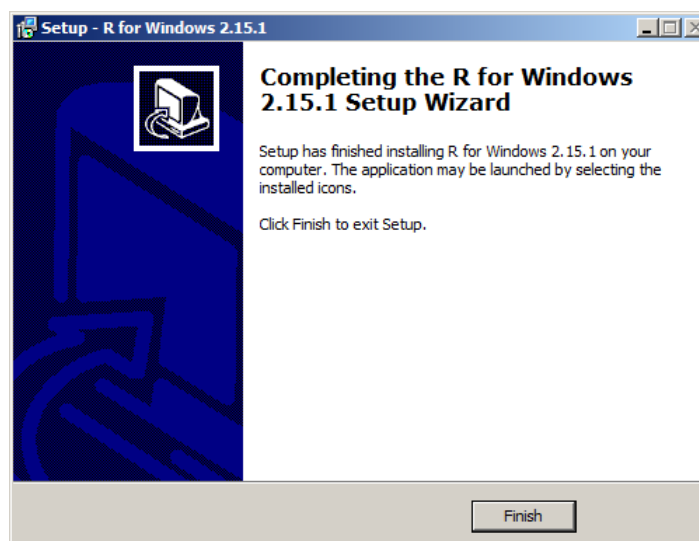 Setup - R for Windows 2.15.1
Completing the R for Windows
2.15.1 Setup Wizard
Setup has finished installing R for Windows 2.15.1 on your
computer. The application may be launched by selecting the
installed icons.
Click Finish to exit Setup.
Finish